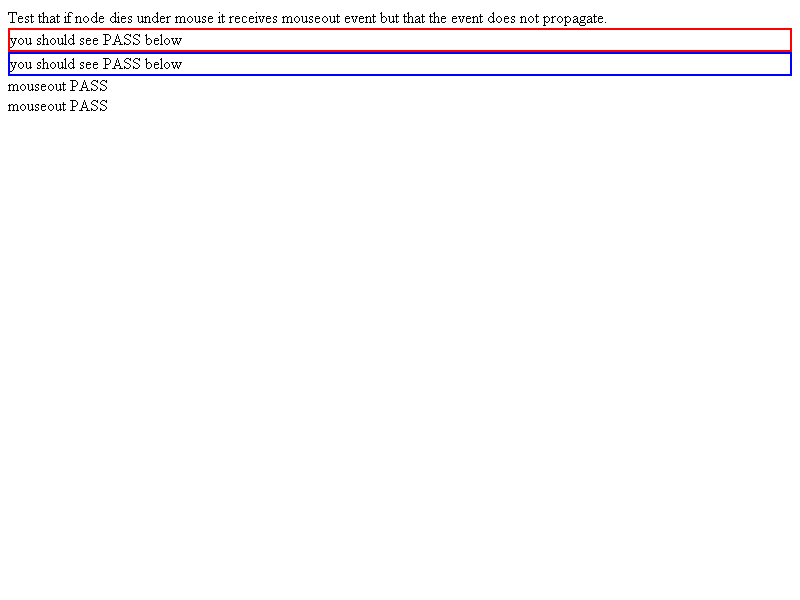 Test that if node dies under mouse it receives mouseout event but that the event does not propagate.
you should see PASS below
you should see PASS below
mouseout PASS
mouseout PASS